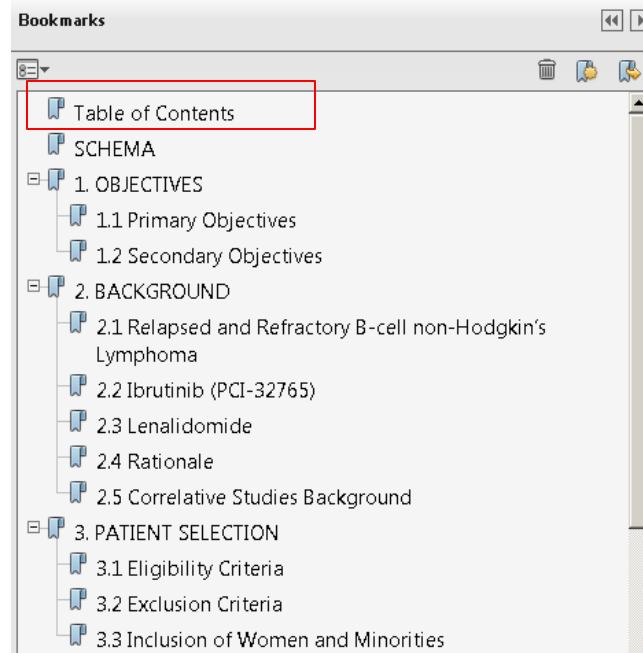 Bookmarks
Table of Contents
SCHEMA
1. OBJECTIVES
1.1 Primary Objectives
1.2 Secondary Objectives
2. BACKGROUND
2.1 Relapsed and Refractory B-cell non-Hodgkin's
Lymphoma
2.2 Ibrutinib (PCI-32765)
2.3 Lenalidomide
2.4 Rationale
2.5 Correlative Studies Background
3. PATIENT SELECTION
3.1 Eligibility Criteria
3.2 Exclusion Criteria
3.3 Inclusion of Women and Minorities